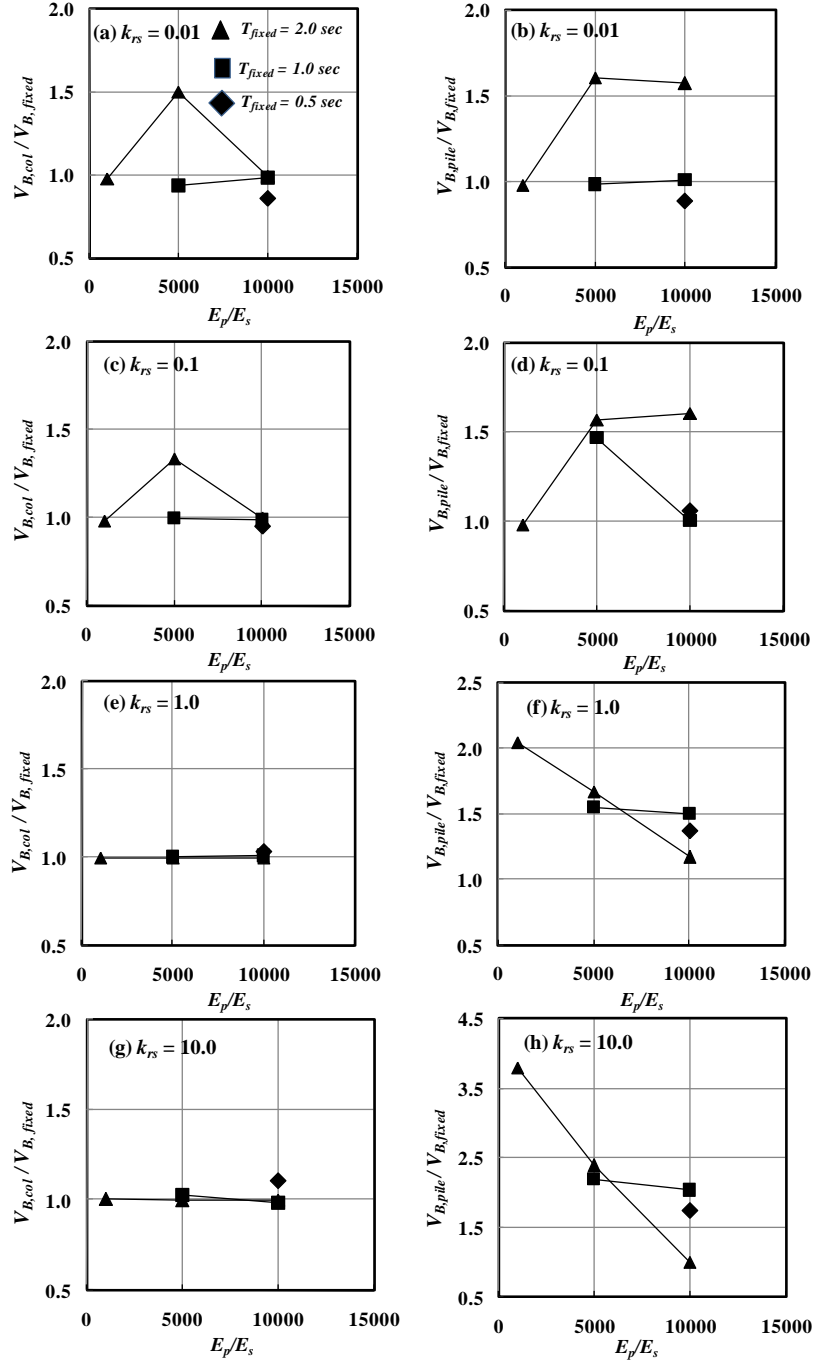 (a) k_rs = 0.01
T_fixed = 2.0 sec
T_fixed = 1.0 sec
T_fixed = 0.5 sec
V_B,col / V_B, fixed
2.0
1.5
1.0
0.5
0 5000 10000 15000
E_p/E_s
(b) k_rs = 0.01
V_B,pile / V_B,fixed
2.0
1.5
1.0
0.5
0 5000 10000 15000
E_p/E_s
(c) k_rs = 0.1
V_B,col / V_B, fixed
2.0
1.5
1.0
0.5
0 5000 10000 15000
E_p/E_s
(d) k_rs = 0.1
V_B,pile / V_B,fixed
2.0
1.5
1.0
0.5
0 5000 10000 15000
E_p/E_s
(e) k_rs = 1.0
V_B,col / V_B, fixed
2.0
1.5
1.0
0.5
0 5000 10000 15000
E_p/E_s
(f) k_rs = 1.0
V_B,pile / V_B,fixed
2.5
2.0
1.5
1.0
0.5
0 5000 10000 15000
E_p/E_s
(g) k_rs = 10.0
V_B,col / V_B, fixed
2.0
1.5
1.0
0.5
0 5000 10000 15000
E_p/E_s
(h) k_rs = 10.0
V_B,pile / V_B,fixed
4.5
3.5
2.5
1.5
0.5
0 5000 10000 15000
E_p/E_s